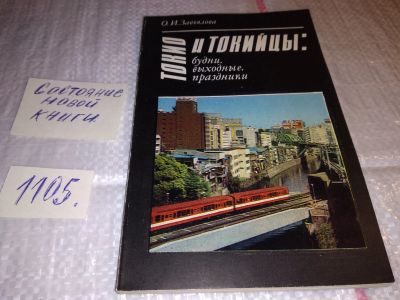 О. И. Завьялова
ТОКИО
И ТОКИЙЦЫ:
будни,
выходные,
праздники
Состояние
новой
книги
1105.